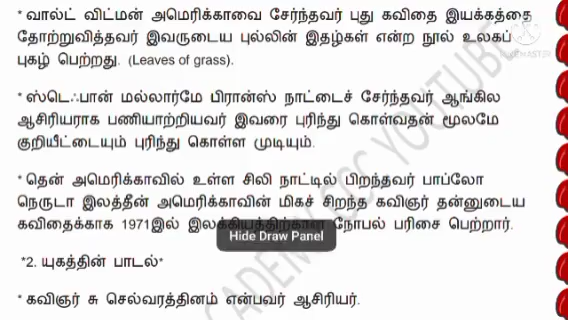 * வால்ட் விட்மன் அமெரிக்காவை சேர்ந்தவர் புது கவிதை இயக்கத்தை
தோற்றுவித்தவர் இவருடைய புல்லின் இதழ்கள் என்ற நூல் உலகப்
புகழ் பெற்றது. (Leaves of grass).
* ஸ்டெஃபான் மல்லார்மே பிரான்ஸ் நாட்டைச் சேர்ந்தவர் ஆங்கில
ஆசிரியராக பணியாற்றியவர் இவரை புரிந்து கொள்வதன் மூலமே
குறியீட்டையும் புரிந்து கொள்ள முடியும்.
* தென் அமெரிக்காவில் உள்ள சிலி நாட்டில் பிறந்தவர் பாப்லோ
நெருடா இலத்தீன் அமெரிக்காவின் மிகச் சிறந்த கவிஞர் தன்னுடைய
கவிதைக்காக 1971இல் இலக்கியத்திற்கான நோபல் பரிசை பெற்றார்.
Hide Draw Panel
*2. யுகத்தின் பாடல்*
* கவிஞர் சு செல்வரத்தினம் என்பவர் ஆசிரியர்.
CADEMY CCC YOUTUBE